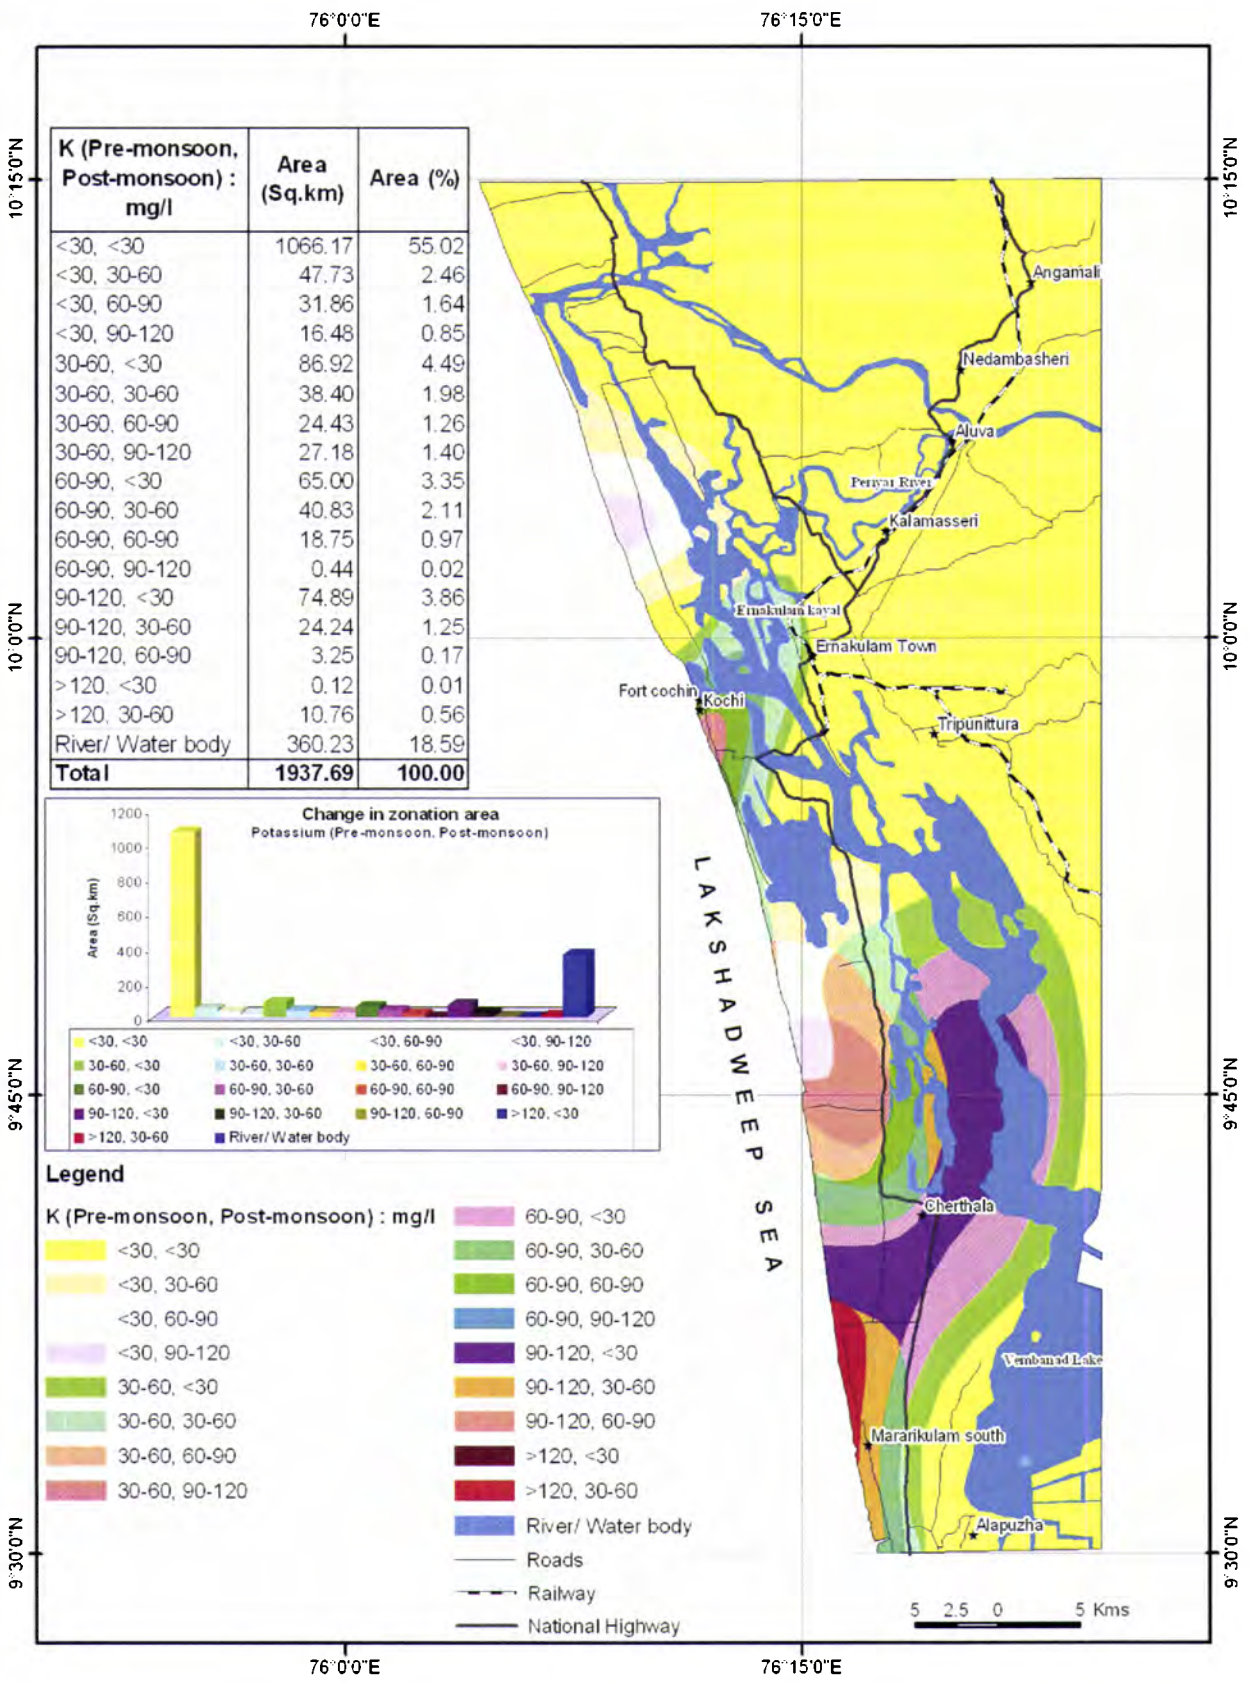 76°0'0"E 76°15'0"E
10°15'0"N 10°15'0"N
K (Pre-monsoon, Post-monsoon) : mg/l Area (Sq.km) Area (%)
<30, <30 1066.17 55.02
<30, 30-60 47.73 2.46
<30, 60-90 31.86 1.64
<30, 90-120 16.48 0.85
30-60, <30 86.92 4.49
30-60, 30-60 38.40 1.98
30-60, 60-90 24.43 1.26
30-60, 90-120 27.18 1.40
60-90, <30 65.00 3.35
60-90, 30-60 40.83 2.11
60-90, 60-90 18.75 0.97
60-90, 90-120 0.44 0.02
90-120, <30 74.89 3.86
90-120, 30-60 24.24 1.25
90-120, 60-90 3.25 0.17
>120, <30 0.12 0.01
>120, 30-60 10.76 0.56
River/ Water body 360.23 18.59
Total 1937.69 100.00
Angamali
Nedambasheri
Aluva
Periyar River
Kalamasseri
Ernakulam kayal
10°0'0"N 10°0'0"N
Ernakulam Town
Fort cochin
Kochi
Tripunittura
LAKSHADWEEP SEA
Change in zonation area
Potassium (Pre-monsoon, Post-monsoon)
Area (Sq.km)
1200
1000
800
600
400
200
0
<30, <30 <30, 30-60 <30, 60-90 <30, 90-120
30-60, <30 30-60, 30-60 30-60, 60-90 30-60, 90-120
60-90, <30 60-90, 30-60 60-90, 60-90 60-90, 90-120
90-120, <30 90-120, 30-60 90-120, 60-90 >120, <30
>120, 30-60 River/ Water body
9°45'0"N 9°45'0"N
Cherthala
Vembanad Lake
Mararikulam south
Alapuzha
Legend
K (Pre-monsoon, Post-monsoon) : mg/l
<30, <30
<30, 30-60
<30, 60-90
<30, 90-120
30-60, <30
30-60, 30-60
30-60, 60-90
30-60, 90-120
60-90, <30
60-90, 30-60
60-90, 60-90
60-90, 90-120
90-120, <30
90-120, 30-60
90-120, 60-90
>120, <30
>120, 30-60
River/ Water body
Roads
Railway
National Highway
9°30'0"N 9°30'0"N
5 2.5 0 5 Kms
76°0'0"E 76°15'0"E